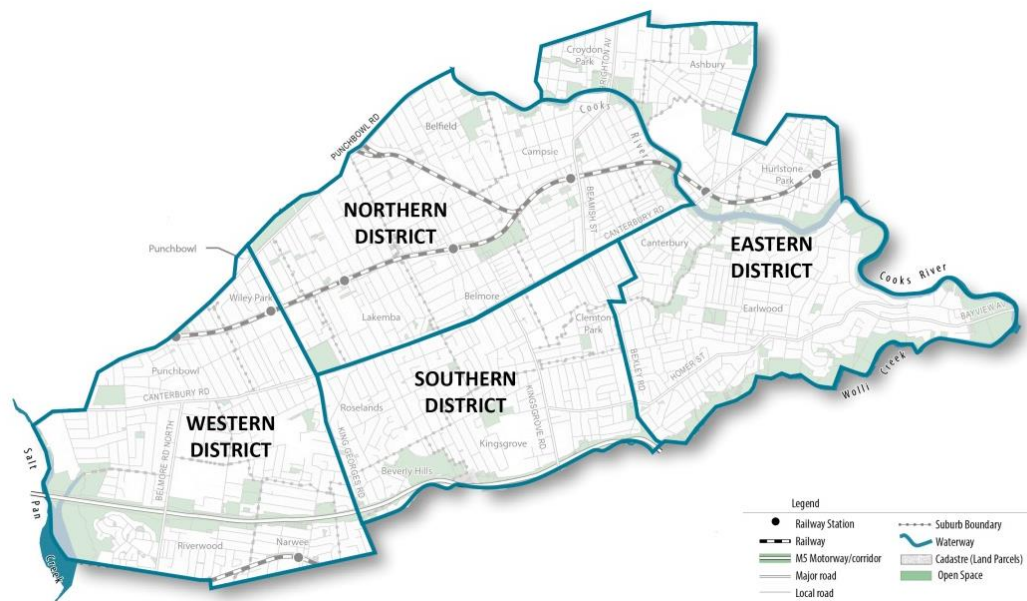 Croydon
Park
BRIGHTON AV
Ashbury
PUNCHBOWL RD
Belfield
Cooks
River
Campsie
Hurlstone
Park
NORTHERN
DISTRICT
BEAMISH ST
CANTERBURY RD
Punchbowl
Canterbury
EASTERN
DISTRICT
Cooks River
Wiley Park
Belmore
Lakemba
Clemton
Park
Earlwood
BAYVIEW AV
Punchbowl
SOUTHERN
DISTRICT
BEXLEY RD
HOMER ST
Wolli Creek
CANTERBURY RD
WESTERN
DISTRICT
Roselands
KINGSGROVE RD
Kingsgrove
BELMORE RD NORTH
KING GEORGES RD
Beverly Hills
Salt
Pan
Creek
Riverwood
Narwee
Legend
Railway Station
Railway
M5 Motorway/corridor
Major road
Local road
Suburb Boundary
Waterway
Cadastre (Land Parcels)
Open Space